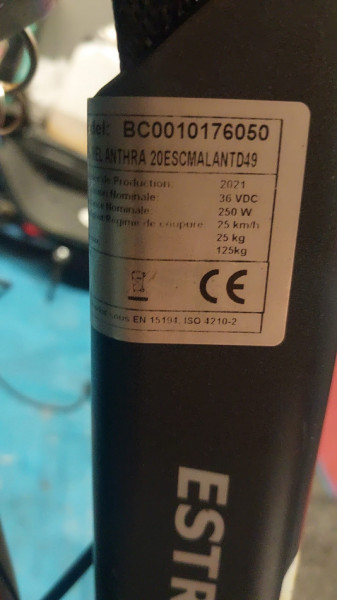 del: BC0010176050
EL ANTHRA 20ESCMALANTD49
de Production: 2021
Nominale: 36 VDC
Nominale: 250 W
Régime de coupure: 25 km/h
25 kg
125kg
CE
sous EN 15194, ISO 4210-2
ESTR